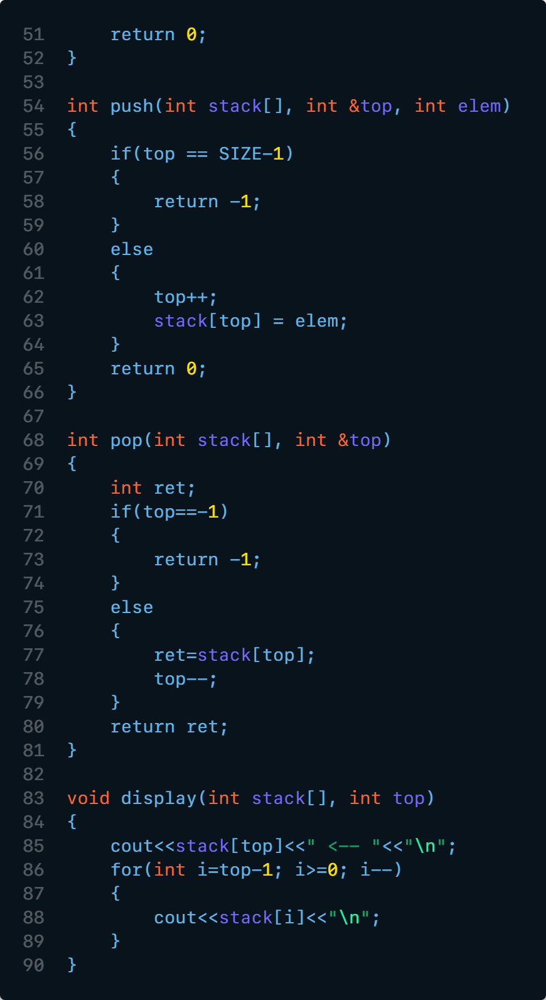 51 return 0;
52 }
53
54 int push(int stack[], int &top, int elem)
55 {
56 if(top == SIZE-1)
57 {
58 return -1;
59 }
60 else
61 {
62 top++;
63 stack[top] = elem;
64 }
65 return 0;
66 }
67
68 int pop(int stack[], int &top)
69 {
70 int ret;
71 if(top==-1)
72 {
73 return -1;
74 }
75 else
76 {
77 ret=stack[top];
78 top--;
79 }
80 return ret;
81 }
82
83 void display(int stack[], int top)
84 {
85 cout<<stack[top]<<" <-- "<<"\n";
86 for(int i=top-1; i>=0; i--)
87 {
88 cout<<stack[i]<<"\n";
89 }
90 }